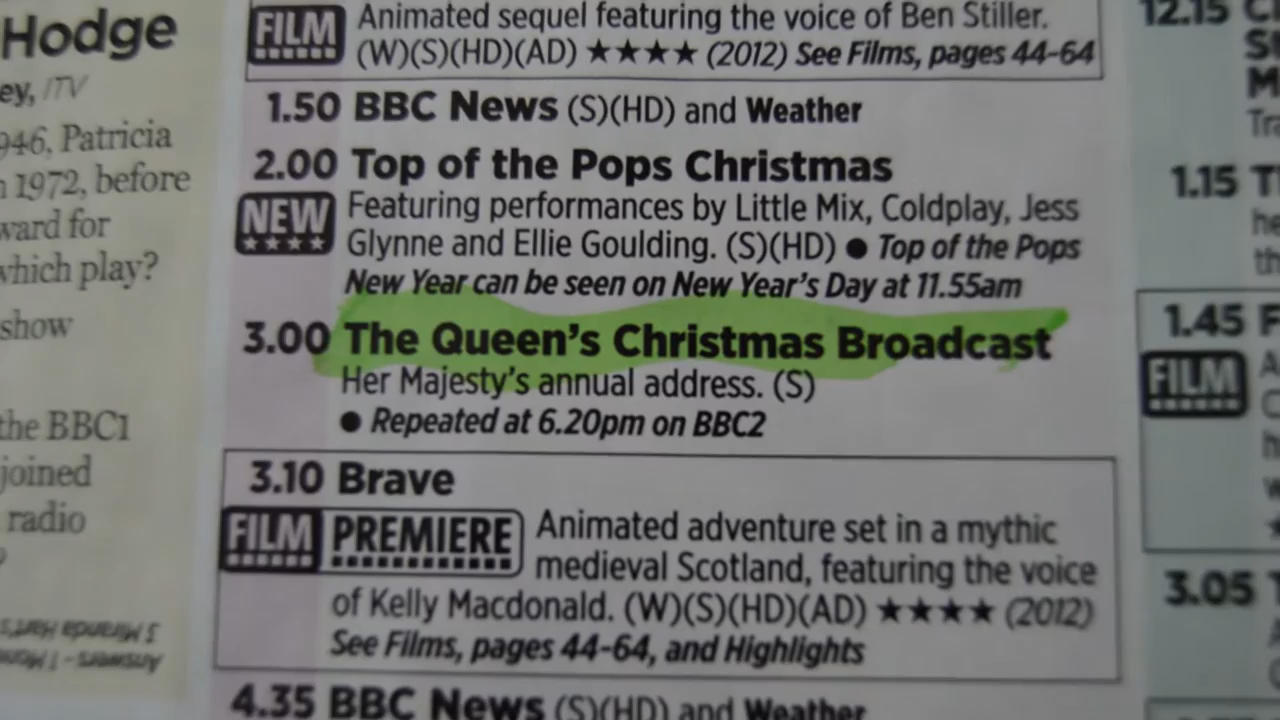 Hodge
ey, ITV
946, Patricia
1972, before
ward for
which play?
show
the BBC1
joined
radio
?
Answers - 1
3 Miranda Hart's
FILM
Animated sequel featuring the voice of Ben Stiller.
(W)(S)(HD)(AD) ★★★★ (2012) See Films, pages 44-64
1.50 BBC News (S)(HD) and Weather
2.00 Top of the Pops Christmas
NEW Featuring performances by Little Mix, Coldplay, Jess
Glynne and Ellie Goulding. (S)(HD) ● Top of the Pops
New Year can be seen on New Year's Day at 11.55am
3.00 The Queen's Christmas Broadcast
Her Majesty's annual address. (S)
● Repeated at 6.20pm on BBC2
3.10 Brave
FILM PREMIERE Animated adventure set in a mythic
medieval Scotland, featuring the voice
of Kelly Macdonald. (W)(S)(HD)(AD) ★★★★ (2012)
See Films, pages 44-64, and Highlights
4.35 BBC News (S)(HD) and Weather
12.15
1.15
1.45
FILM
3.05